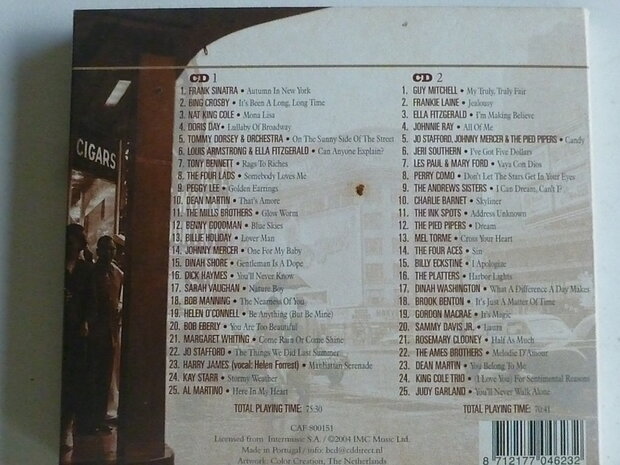 CIGARS
CD 1
1. FRANK SINATRA • Autumn In New York
2. BING CROSBY • It's Been A Long, Long Time
3. NAT KING COLE • Mona Lisa
4. DORIS DAY • Lullaby Of Broadway
5. TOMMY DORSEY & ORCHESTRA • On The Sunny Side Of The Street
6. LOUIS ARMSTRONG & ELLA FITZGERALD • Can Anyone Explain?
7. TONY BENNETT • Rags To Riches
8. THE FOUR LADS • Somebody Loves Me
9. PEGGY LEE • Golden Earrings
10. DEAN MARTIN • That's Amore
11. THE MILLS BROTHERS • Glow Worm
12. BENNY GOODMAN • Blue Skies
13. BILLIE HOLIDAY • Lover Man
14. JOHNNY MERCER • One For My Baby
15. DINAH SHORE • Gentleman Is A Dope
16. DICK HAYMES • You'll Never Know
17. SARAH VAUGHAN • Nature Boy
18. BOB MANNING • The Nearness Of You
19. HELEN O'CONNELL • Be Anything (But Be Mine)
20. BOB EBERLY • You Are Too Beautiful
21. MARGARET WHITING • Come Rain Or Come Shine
22. JO STAFFORD • The Things We Did Last Summer
23. HARRY JAMES (vocal: Helen Forrest) • Manhattan Serenade
24. KAY STARR • Stormy Weather
25. AL MARTINO • Here In My Heart
TOTAL PLAYING TIME: 75:30
CD 2
1. GUY MITCHELL • My Truly, Truly Fair
2. FRANKIE LAINE • Jealousy
3. ELLA FITZGERALD • I'm Making Believe
4. JOHNNIE RAY • All Of Me
5. JO STAFFORD, JOHNNY MERCER & THE PIED PIPERS • Candy
6. JERI SOUTHERN • I've Got Five Dollars
7. LES PAUL & MARY FORD • Vaya Con Dios
8. PERRY COMO • Don't Let The Stars Get In Your Eyes
9. THE ANDREWS SISTERS • I Can Dream, Can't I?
10. CHARLIE BARNET • Skyliner
11. THE INK SPOTS • Address Unknown
12. THE PIED PIPERS • Dream
13. MEL TORME • Cross Your Heart
14. THE FOUR ACES • Sin
15. BILLY ECKSTINE • I Apologize
16. THE PLATTERS • Harbor Lights
17. DINAH WASHINGTON • What A Difference A Day Makes
18. BROOK BENTON • It's Just A Matter Of Time
19. GORDON MACRAE • It's Magic
20. SAMMY DAVIS JR. • Laura
21. ROSEMARY CLOONEY • Half As Much
22. THE AMES BROTHERS • Melodie D'Amour
23. DEAN MARTIN • You Belong To Me
24. KING COLE TRIO • (I Love You) For Sentimental Reasons
25. JUDY GARLAND • You'll Never Walk Alone
TOTAL PLAYING TIME: 70:41
CAF 800151
Licensed from Intermusic S.A / ©2004 IMC Music Ltd.
Made in Portugal / info: bcd@cddirect.nl
Artwork: Color Creation, The Netherlands
8 712177 046232